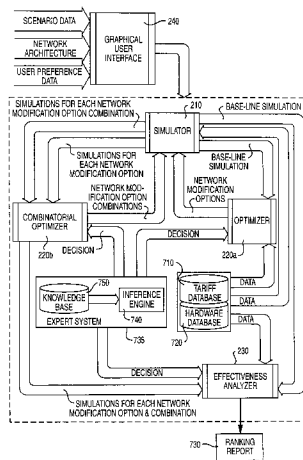 SCENARIO DATA
NETWORK
ARCHITECTURE
USER PREFERENCE
DATA
GRAPHICAL
USER
INTERFACE
240
SIMULATIONS FOR EACH NETWORK
MODIFICATION OPTION COMBINATION
210
BASE-LINE SIMULATION
SIMULATOR
SIMULATIONS FOR
EACH NETWORK
MODIFICATION OPTION
BASE-LINE
SIMULATION
NETWORK MOD-
IFICATION OPTION
COMBINATIONS
NETWORK
MODIFICATION
OPTIONS
COMBINATORIAL
OPTIMIZER
220b
DECISION
DECISION
OPTIMIZER
220a
750
KNOWLEDGE
BASE
INFERENCE
ENGINE
740
EXPERT SYSTEM
735
710
TARIFF
DATABASE
HARDWARE
DATABASE
720
DATA
DATA
DATA
DECISION
230
EFFECTIVENESS
ANALYZER
SIMULATIONS FOR EACH NETWORK
MODIFICATION OPTION & COMBINATION
730
RANKING
REPORT